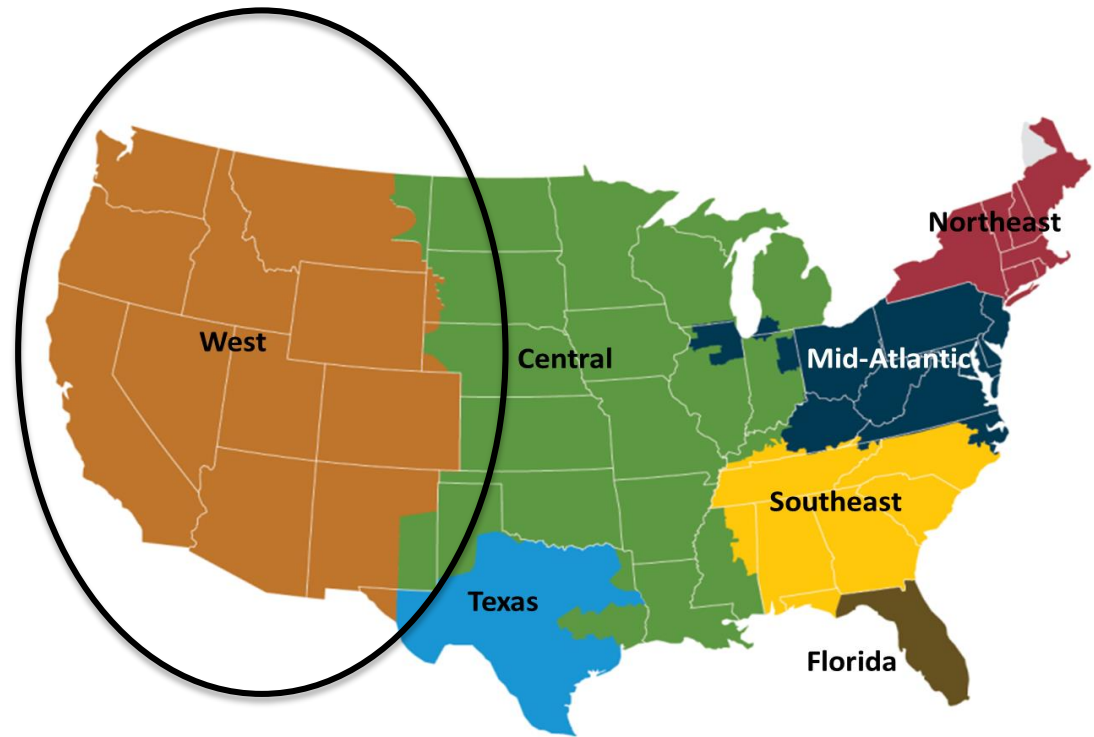 Northeast
West
Central
Mid-Atlantic
Southeast
Texas
Florida